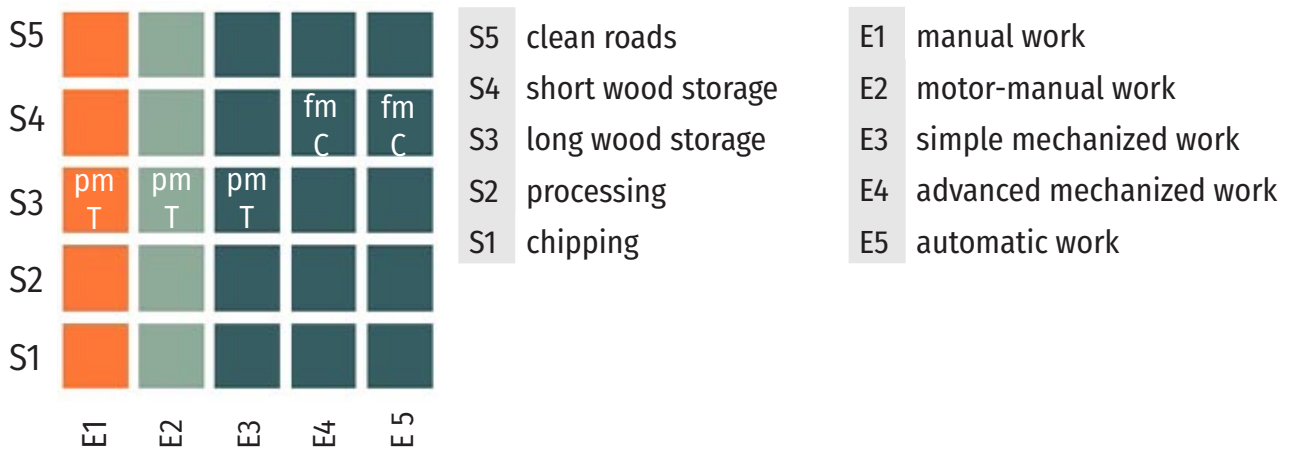 S5
S4 fm C fm C
S3 pm T pm T pm T
S2
S1
E1 E2 E3 E4 E 5
S5 clean roads
S4 short wood storage
S3 long wood storage
S2 processing
S1 chipping
E1 manual work
E2 motor-manual work
E3 simple mechanized work
E4 advanced mechanized work
E5 automatic work